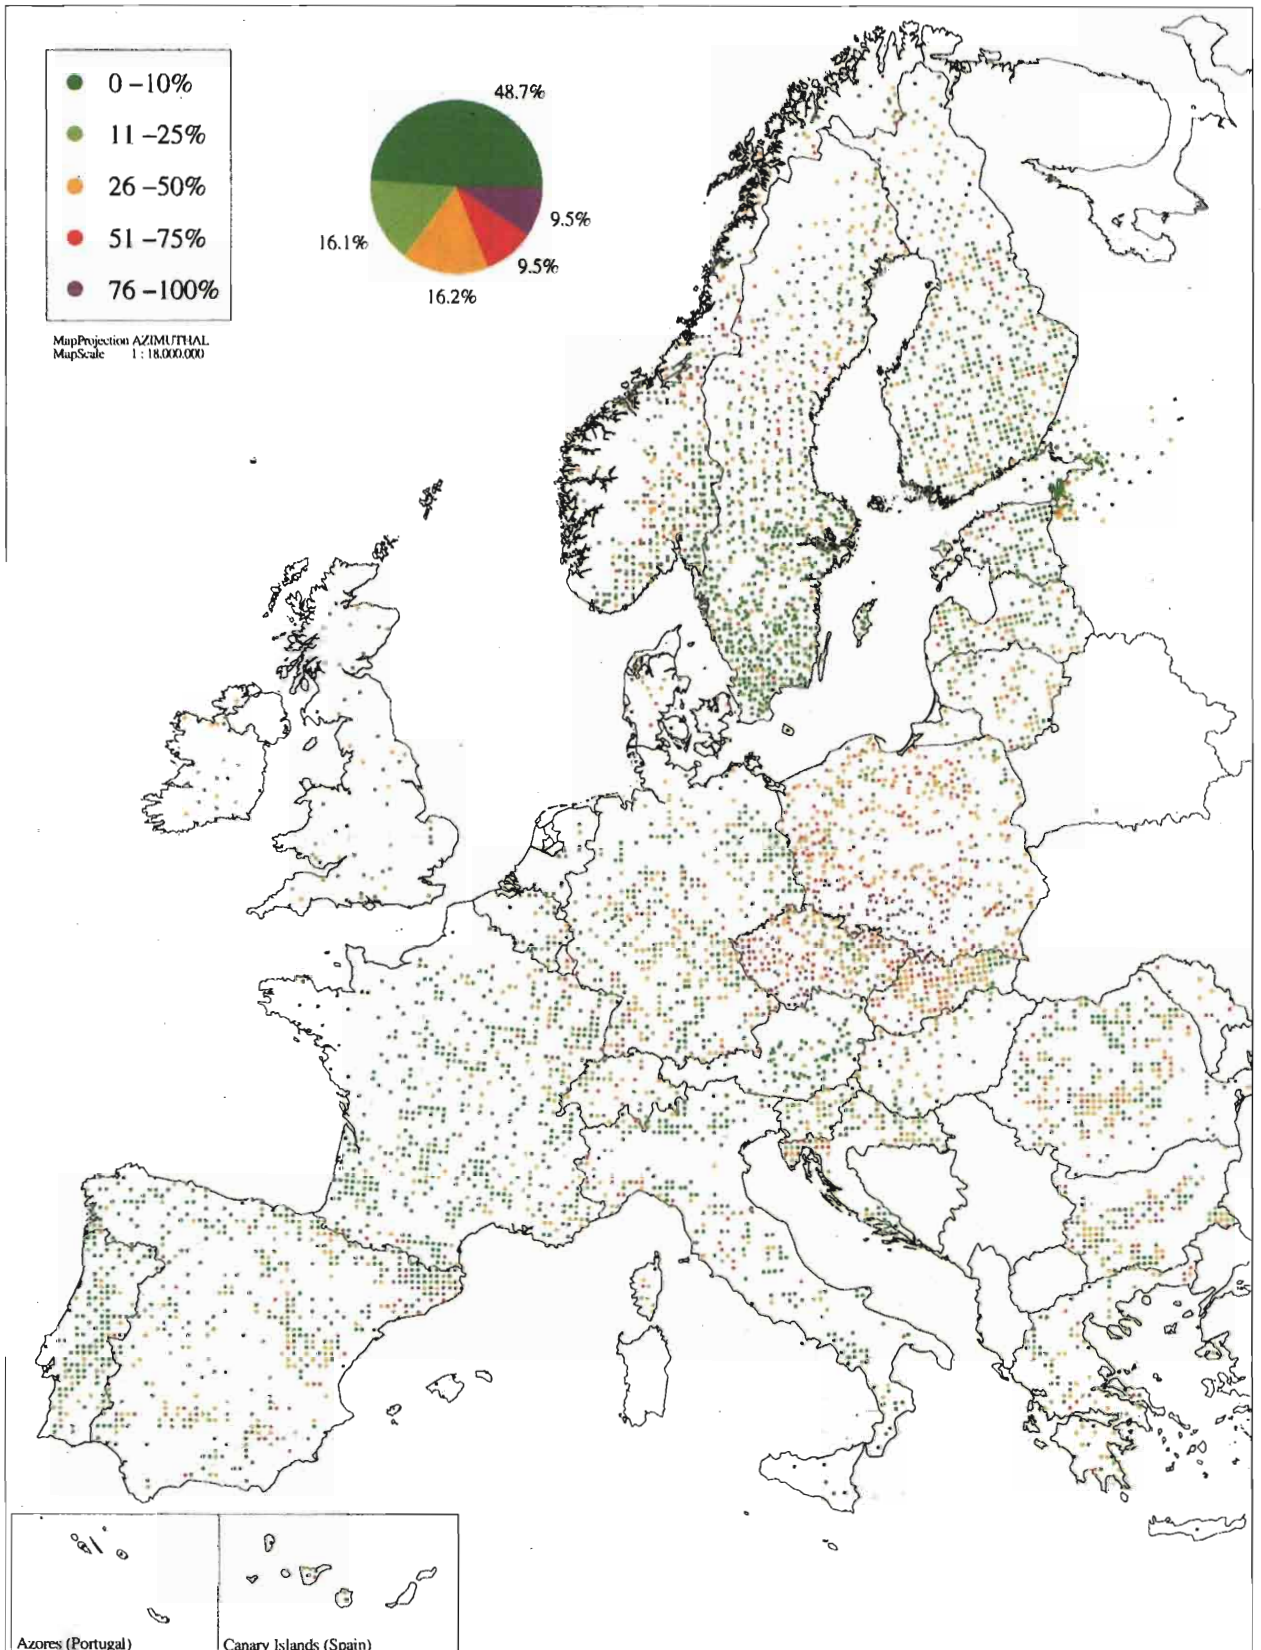 0 –10%
11 –25%
26 –50%
51 –75%
76 –100%
MapProjection AZIMUTHAL
MapScale 1 : 18.000.000
48.7%
9.5%
9.5%
16.2%
16.1%
Azores (Portugal)
Canary Islands (Spain)